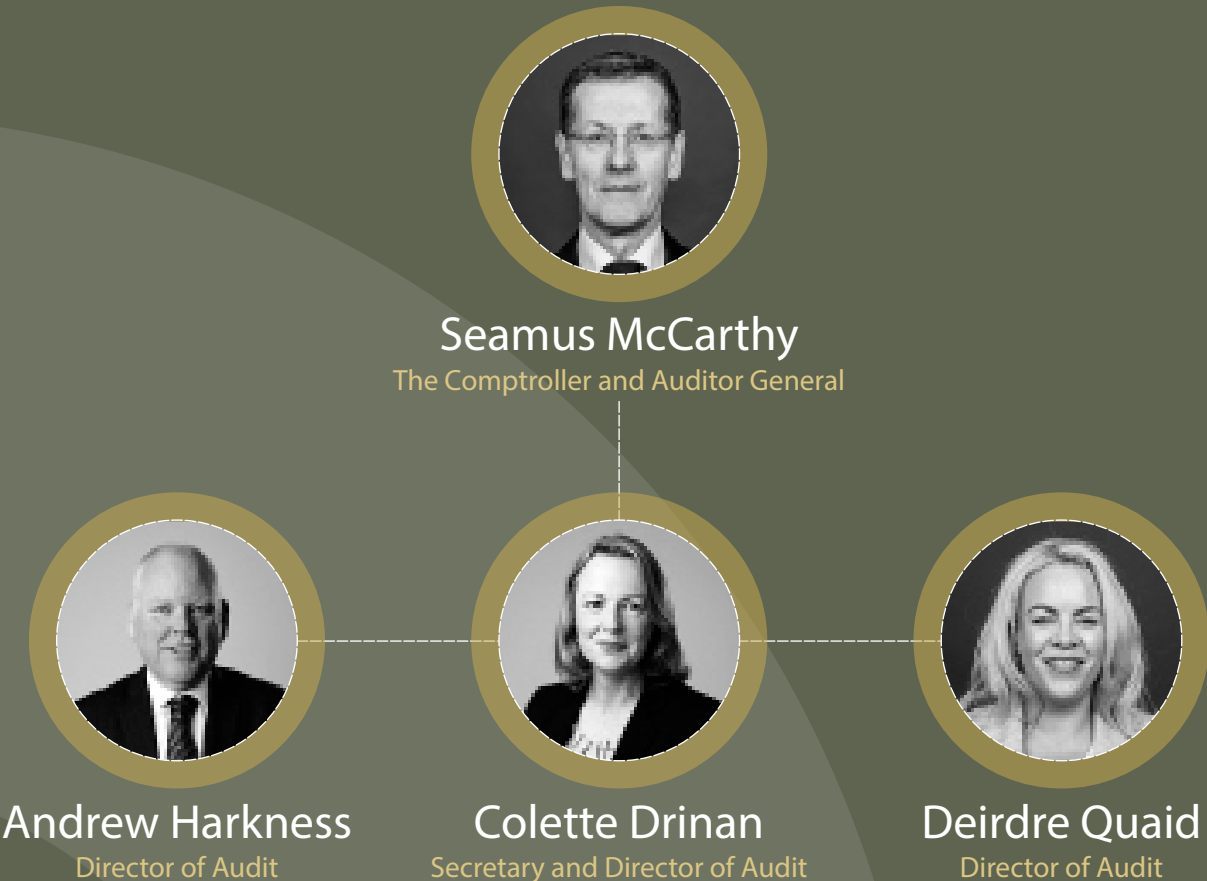 Seamus McCarthy
The Comptroller and Auditor General
Andrew Harkness
Director of Audit
Colette Drinan
Secretary and Director of Audit
Deirdre Quaid
Director of Audit